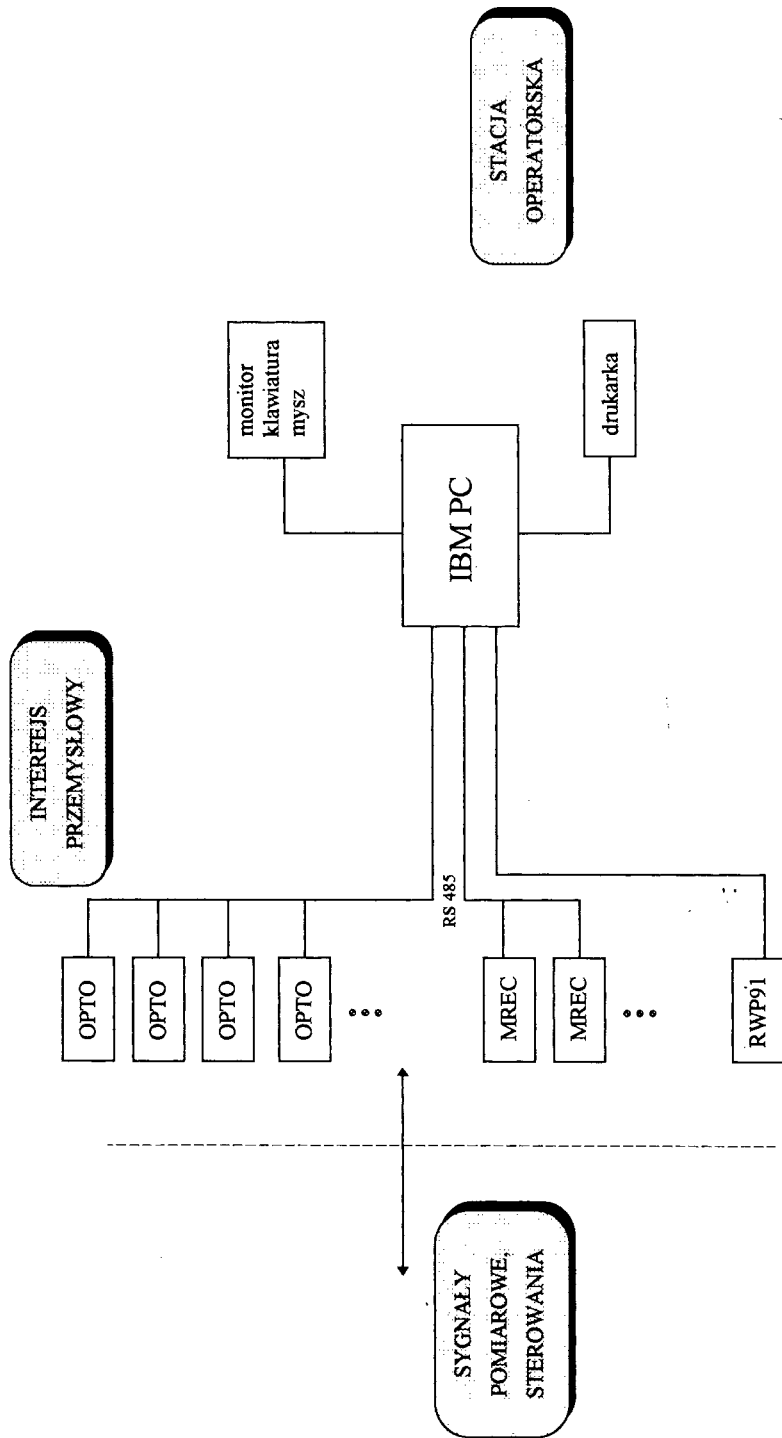 INTERFEJS
PRZEMYSŁOWY
OPTO
OPTO
OPTO
OPTO
monitor
klawiatura
mysz
STACJA
OPERATORSKA
IBM PC
RS 485
SYGNAŁY
POMIAROWE,
STEROWANIA
MREC
MREC
drukarka
RWP91